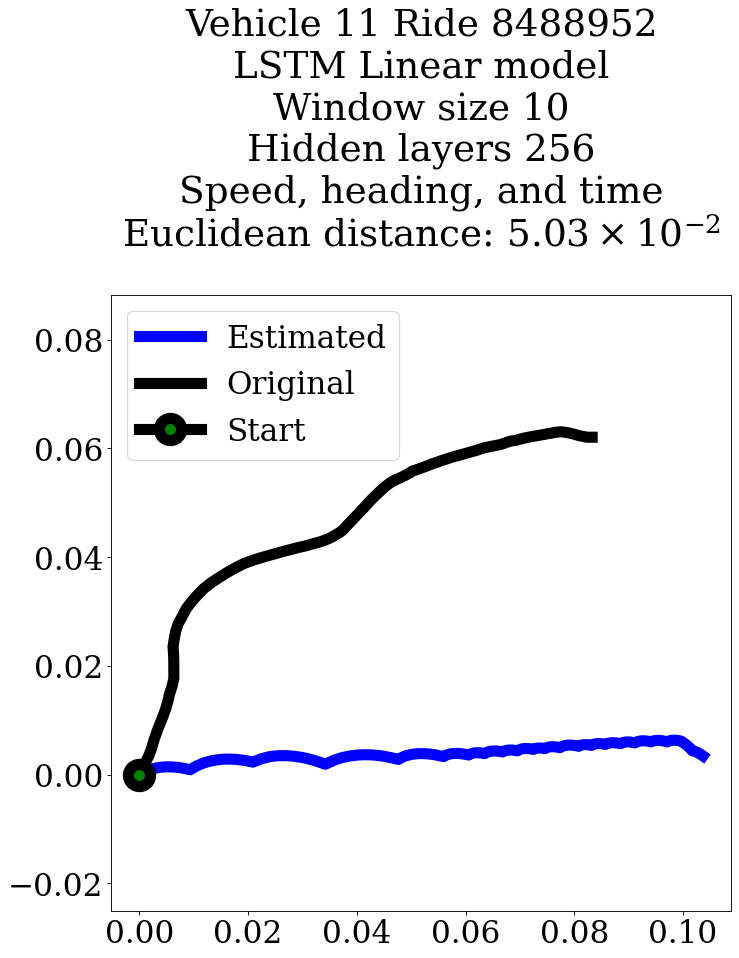 Vehicle 11 Ride 8488952
LSTM Linear model
Window size 10
Hidden layers 256
Speed, heading, and time
Euclidean distance: 5.03 × 10⁻²
Estimated
Original
Start
0.08
0.06
0.04
0.02
0.00
−0.02
0.00 0.02 0.04 0.06 0.08 0.10